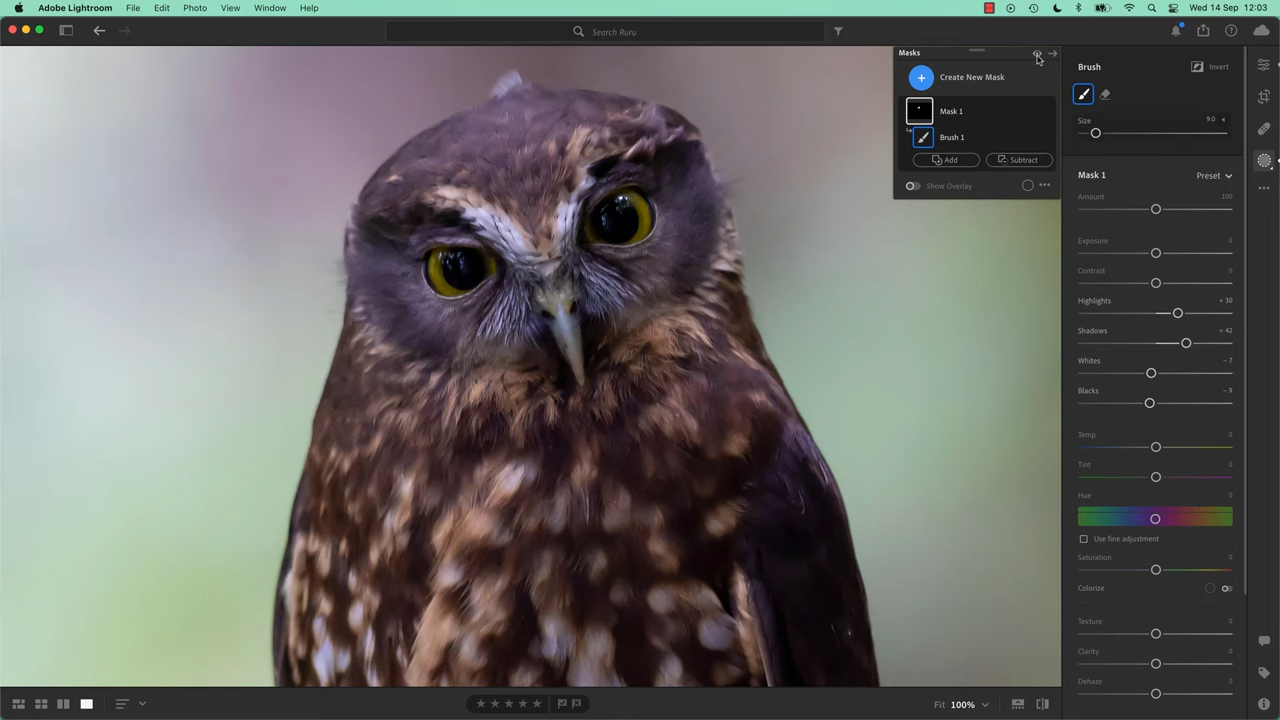 Adobe Lightroom File Edit Photo View Window Help Wed 14 Sep 12:03
Search Ruru
Masks
Create New Mask
Mask 1
Brush 1
Add Subtract
Show Overlay
Brush Invert
Size 9.0
Mask 1 Preset
Amount 100
Exposure 0
Contrast 0
Highlights + 30
Shadows + 42
Whites – 7
Blacks – 9
Temp 0
Tint 0
Hue 0
Use fine adjustment
Saturation 0
Colorize
Texture 0
Clarity 0
Dehaze 0
Fit 100%